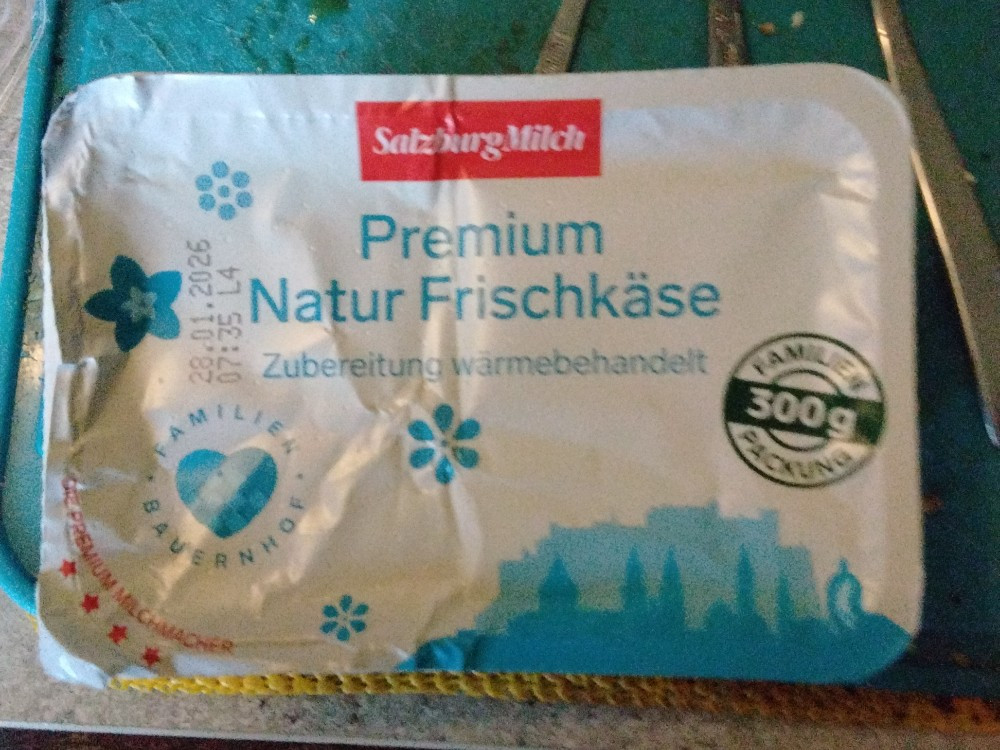 SalzburgMilch
Premium
Natur Frischkäse
Zubereitung wärmebehandelt
28.01.2026
07:35 L4
FAMILIEN
300g
PACKUNG
FAMILIEN
BAUERNHOF
DIE PREMIUM MILCHMACHER